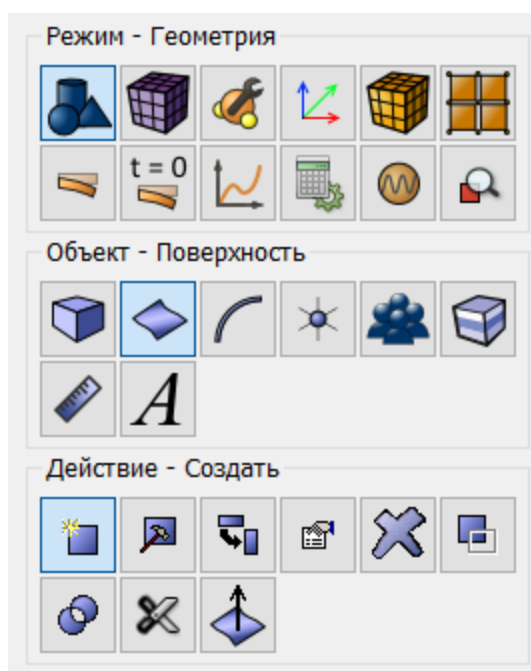 Режим - Геометрия
t = 0
Объект - Поверхность
A
Действие - Создать